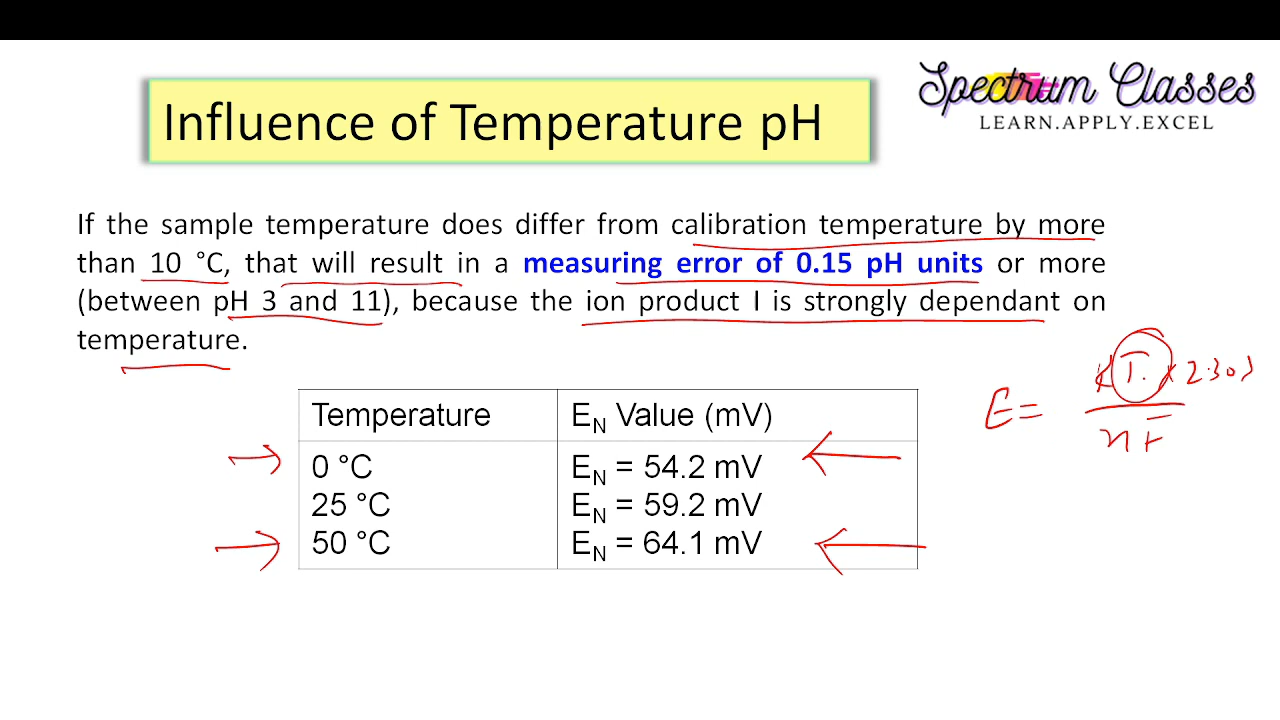 Spectrum Classes
LEARN.APPLY.EXCEL
Influence of Temperature pH
If the sample temperature does differ from calibration temperature by more
than 10 °C, that will result in a measuring error of 0.15 pH units or more
(between pH 3 and 11), because the ion product I is strongly dependant on
temperature.
T × 2.303
E =
nF
Temperature EN Value (mV)
0 °C EN = 54.2 mV
25 °C EN = 59.2 mV
50 °C EN = 64.1 mV